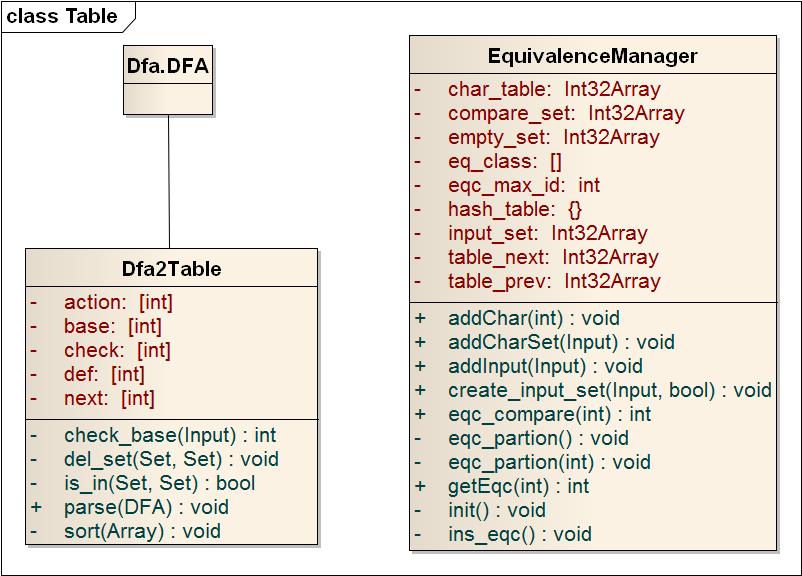 class Table
Dfa.DFA
Dfa2Table
- action: [int]
- base: [int]
- check: [int]
- def: [int]
- next: [int]
- check_base(Input) : int
- del_set(Set, Set) : void
- is_in(Set, Set) : bool
+ parse(DFA) : void
- sort(Array) : void
EquivalenceManager
- char_table: Int32Array
- compare_set: Int32Array
- empty_set: Int32Array
- eq_class: []
- eqc_max_id: int
- hash_table: {}
- input_set: Int32Array
- table_next: Int32Array
- table_prev: Int32Array
+ addChar(int) : void
+ addCharSet(Input) : void
+ addInput(Input) : void
+ create_input_set(Input, bool) : void
+ eqc_compare(int) : int
- eqc_partion() : void
- eqc_partion(int) : void
+ getEqc(int) : int
- init() : void
- ins_eqc() : void